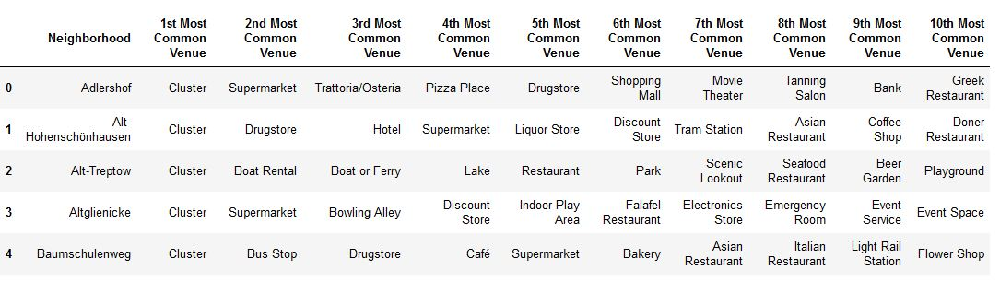 Neighborhood 1st Most Common Venue 2nd Most Common Venue 3rd Most Common Venue 4th Most Common Venue 5th Most Common Venue 6th Most Common Venue 7th Most Common Venue 8th Most Common Venue 9th Most Common Venue 10th Most Common Venue
0 Adlershof Cluster Supermarket Trattoria/Osteria Pizza Place Drugstore Shopping Mall Movie Theater Tanning Salon Bank Greek Restaurant
1 Alt-Hohenschönhausen Cluster Drugstore Hotel Supermarket Liquor Store Discount Store Tram Station Asian Restaurant Coffee Shop Doner Restaurant
2 Alt-Treptow Cluster Boat Rental Boat or Ferry Lake Restaurant Park Scenic Lookout Seafood Restaurant Beer Garden Playground
3 Altglienicke Cluster Supermarket Bowling Alley Discount Store Indoor Play Area Falafel Restaurant Electronics Store Emergency Room Event Service Event Space
4 Baumschulenweg Cluster Bus Stop Drugstore Café Supermarket Bakery Asian Restaurant Italian Restaurant Light Rail Station Flower Shop